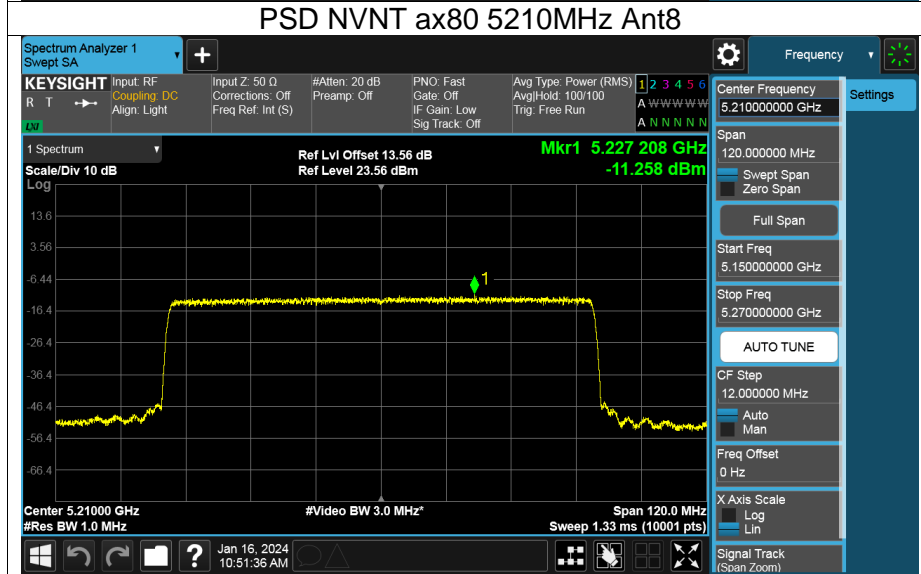 PSD NVNT ax80 5210MHz Ant8
Spectrum Analyzer 1
Swept SA
+
Frequency
KEYSIGHT
R T
LXI
Input: RF
Coupling: DC
Align: Light
Input Z: 50 Ω
Corrections: Off
Freq Ref: Int (S)
#Atten: 20 dB
Preamp: Off
PNO: Fast
Gate: Off
IF Gain: Low
Sig Track: Off
Avg Type: Power (RMS)
Avg|Hold: 100/100
Trig: Free Run
1 2 3 4 5 6
A W W W W W
A N N N N N
1 Spectrum
Scale/Div 10 dB
Log
Ref Lvl Offset 13.56 dB
Ref Level 23.56 dBm
Mkr1 5.227 208 GHz
-11.258 dBm
13.6
3.56
-6.44
-16.4
-26.4
-36.4
-46.4
-56.4
-66.4
1
Center 5.21000 GHz
#Res BW 1.0 MHz
#Video BW 3.0 MHz*
Span 120.0 MHz
Sweep 1.33 ms (10001 pts)
Center Frequency
5.210000000 GHz
Settings
Span
120.000000 MHz
Swept Span
Zero Span
Full Span
Start Freq
5.150000000 GHz
Stop Freq
5.270000000 GHz
AUTO TUNE
CF Step
12.000000 MHz
Auto
Man
Freq Offset
0 Hz
X Axis Scale
Log
Lin
Signal Track
(Span Zoom)
?
Jan 16, 2024
10:51:36 AM